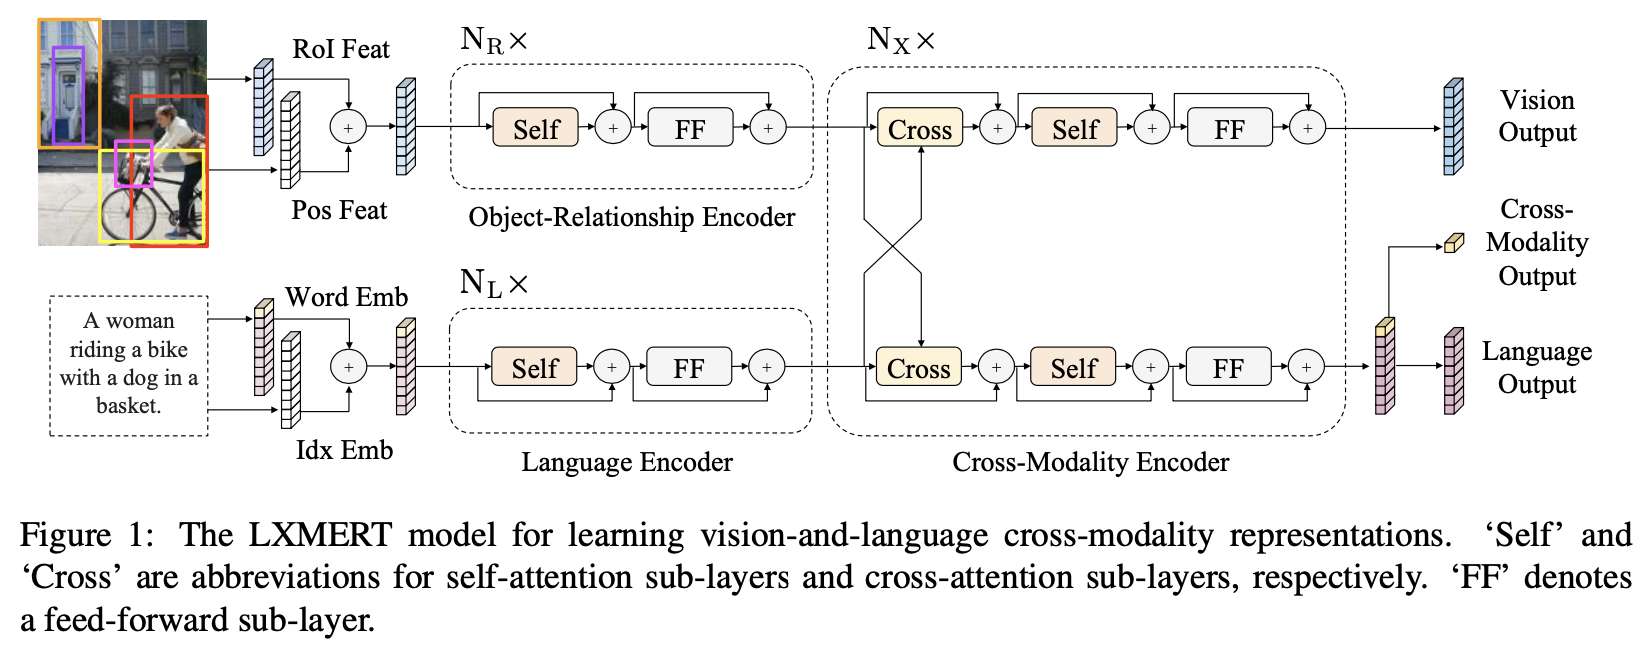 RoI Feat
Pos Feat
N_R ×
Self
+
FF
+
+
Object-Relationship Encoder
A woman
riding a bike
with a dog in a
basket.
Word Emb
Idx Emb
+
N_L ×
Self
+
FF
+
Language Encoder
N_X ×
Cross
+
Self
+
FF
+
Cross
+
Self
+
FF
+
Cross-Modality Encoder
Vision
Output
Cross-
Modality
Output
Language
Output
Figure 1: The LXMERT model for learning vision-and-language cross-modality representations. ‘Self’ and
‘Cross’ are abbreviations for self-attention sub-layers and cross-attention sub-layers, respectively. ‘FF’ denotes
a feed-forward sub-layer.